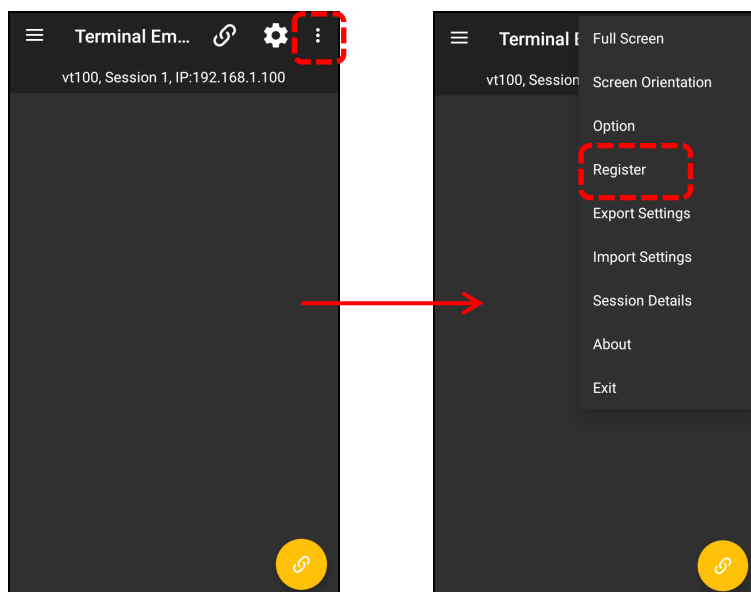 Terminal Em...
vt100, Session 1, IP:192.168.1.100
Terminal E
vt100, Session
Full Screen
Screen Orientation
Option
Register
Export Settings
Import Settings
Session Details
About
Exit